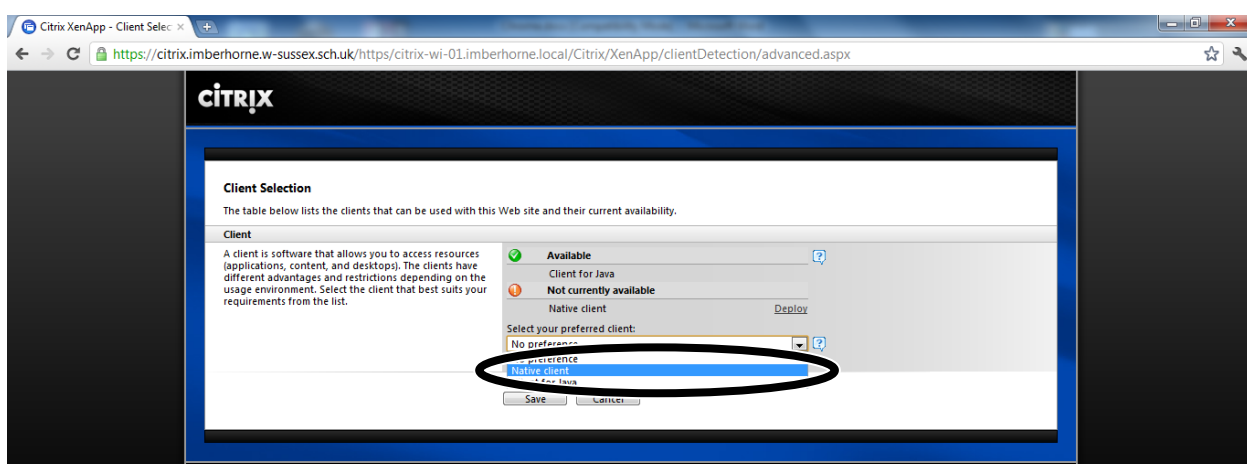 Citrix XenApp - Client Selec
https://citrix.imberhorne.w-sussex.sch.uk/https/citrix-wi-01.imberhorne.local/Citrix/XenApp/clientDetection/advanced.aspx
CITRIX
Client Selection
The table below lists the clients that can be used with this Web site and their current availability.
Client
A client is software that allows you to access resources
(applications, content, and desktops). The clients have
different advantages and restrictions depending on the
usage environment. Select the client that best suits your
requirements from the list.
Available
Client for Java
Not currently available
Native client Deploy
Select your preferred client:
No preference
preference
Native client
for Java
Save Cancel